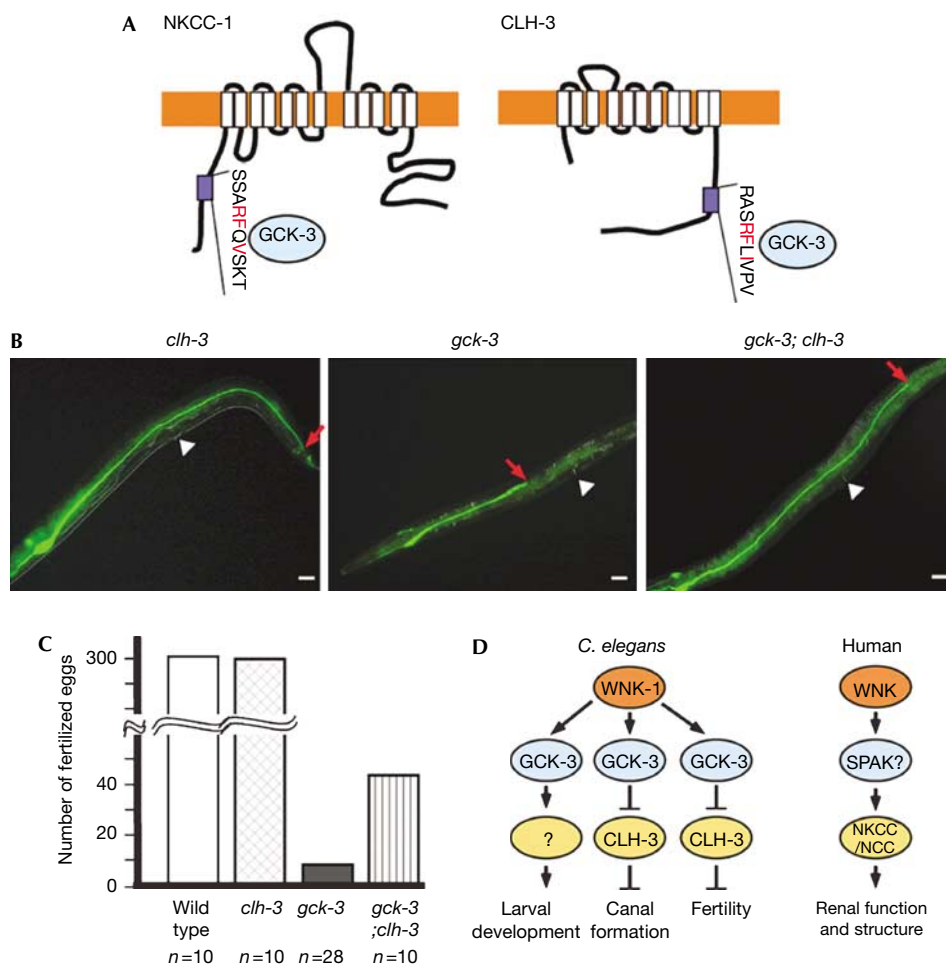 A
NKCC-1
CLH-3
SSARFQVSKT
GCK-3
RASRFLIVPV
GCK-3
B
clh-3
gck-3
gck-3; clh-3
C
Number of fertilized eggs
300
40
20
0
Wild type
clh-3
gck-3
gck-3 ;clh-3
n=10
n=10
n=28
n=10
D
C. elegans
Human
WNK-1
WNK
GCK-3
GCK-3
GCK-3
SPAK?
?
CLH-3
CLH-3
NKCC
/NCC
Larval
development
Canal
formation
Fertility
Renal function
and structure